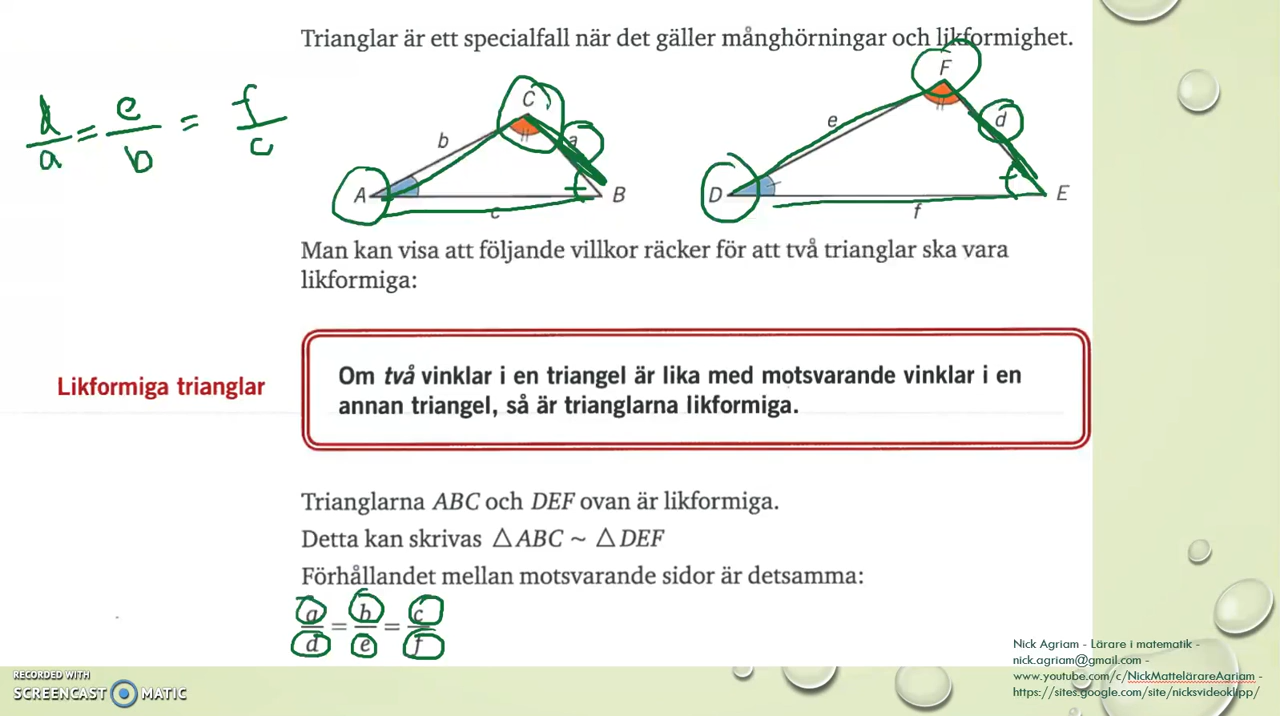 Trianglar är ett specialfall när det gäller månghörningar och likformighet.
d/a = e/b = f/c
C
b
a
A
B
c
F
e
d
D
E
f
Man kan visa att följande villkor räcker för att två trianglar ska vara
likformiga:
Likformiga trianglar
Om två vinklar i en triangel är lika med motsvarande vinklar i en
annan triangel, så är trianglarna likformiga.
Trianglarna ABC och DEF ovan är likformiga.
Detta kan skrivas △ABC ~ △DEF
Förhållandet mellan motsvarande sidor är detsamma:
a/d = b/e = c/f
Nick Agriam - Lärare i matematik -
nick.agriam@gmail.com -
www.youtube.com/c/NickMattelärareAgriam -
https://sites.google.com/site/nicksvideoklipp/
RECORDED WITH
SCREENCAST MATIC